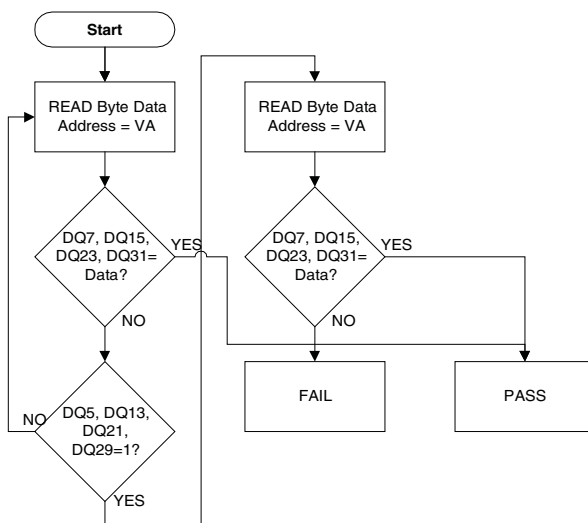 Start
READ Byte Data
Address = VA
DQ7, DQ15,
DQ23, DQ31=
Data?
YES
NO
DQ5, DQ13,
DQ21,
DQ29=1?
NO
YES
READ Byte Data
Address = VA
DQ7, DQ15,
DQ23, DQ31=
Data?
YES
NO
FAIL
PASS